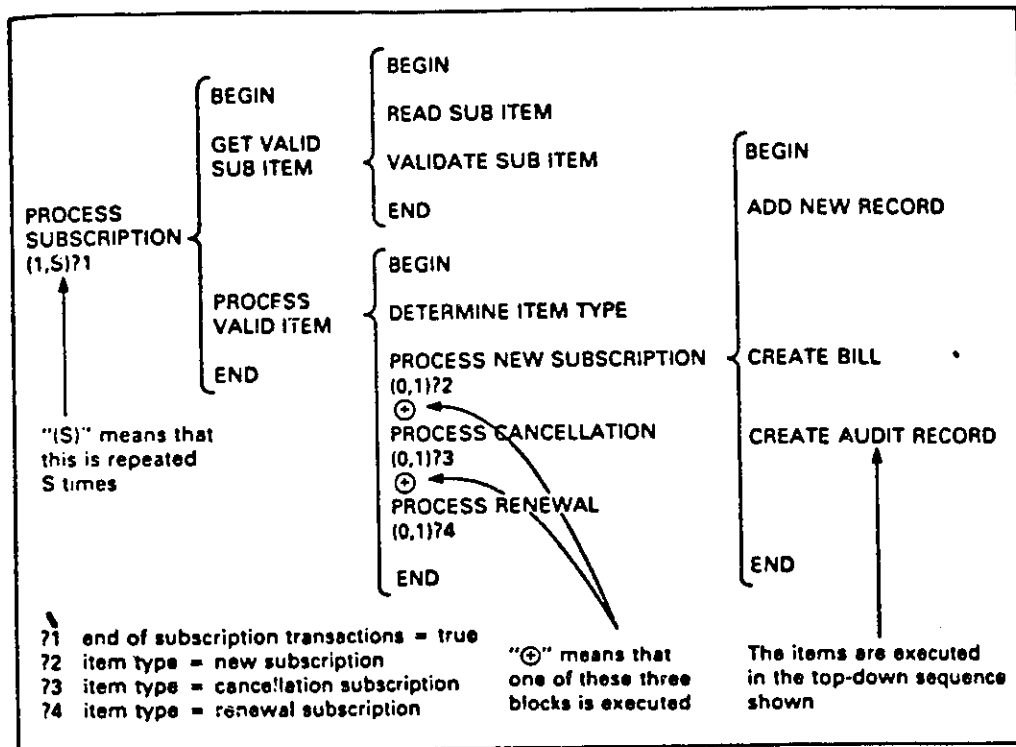 PROCESS
SUBSCRIPTION
(1,S)?1
"(S)" means that
this is repeated
S times
BEGIN
GET VALID
SUB ITEM
PROCESS
VALID ITEM
END
BEGIN
READ SUB ITEM
VALIDATE SUB ITEM
END
BEGIN
DETERMINE ITEM TYPE
PROCESS NEW SUBSCRIPTION
(0,1)?2
⊕
PROCESS CANCELLATION
(0,1)?3
⊕
PROCESS RENEWAL
(0,1)?4
END
BEGIN
ADD NEW RECORD
CREATE BILL
CREATE AUDIT RECORD
END
?1 end of subscription transactions = true
?2 item type = new subscription
?3 item type = cancellation subscription
?4 item type = renewal subscription
"⊕" means that
one of these three
blocks is executed
The items are executed
in the top-down sequence
shown